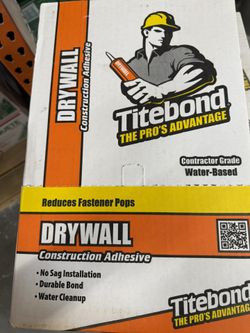 DRYWALL
Construction Adhesive
Titebond
THE PRO'S ADVANTAGE
Contractor Grade
Water-Based
Reduces Fastener Pops
DRYWALL
Construction Adhesive
• No Sag Installation
• Durable Bond
• Water Cleanup
Titebond
THE PRO'S ADVANTAGE